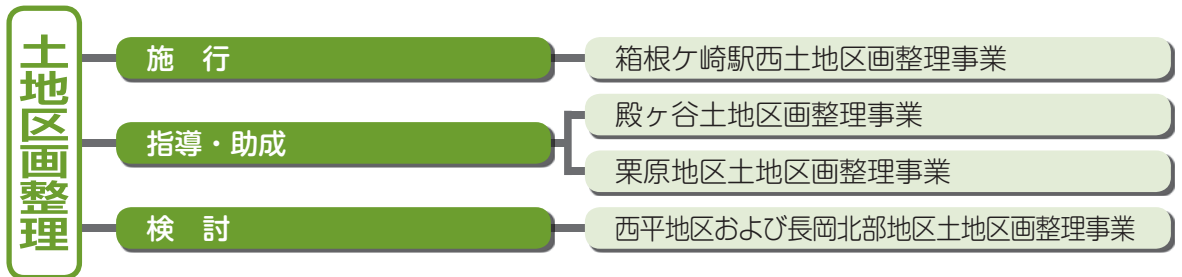 土地区画整理
施　行
箱根ケ崎駅西土地区画整理事業
指導・助成
殿ヶ谷土地区画整理事業
栗原地区土地区画整理事業
検　討
西平地区および長岡北部地区土地区画整理事業